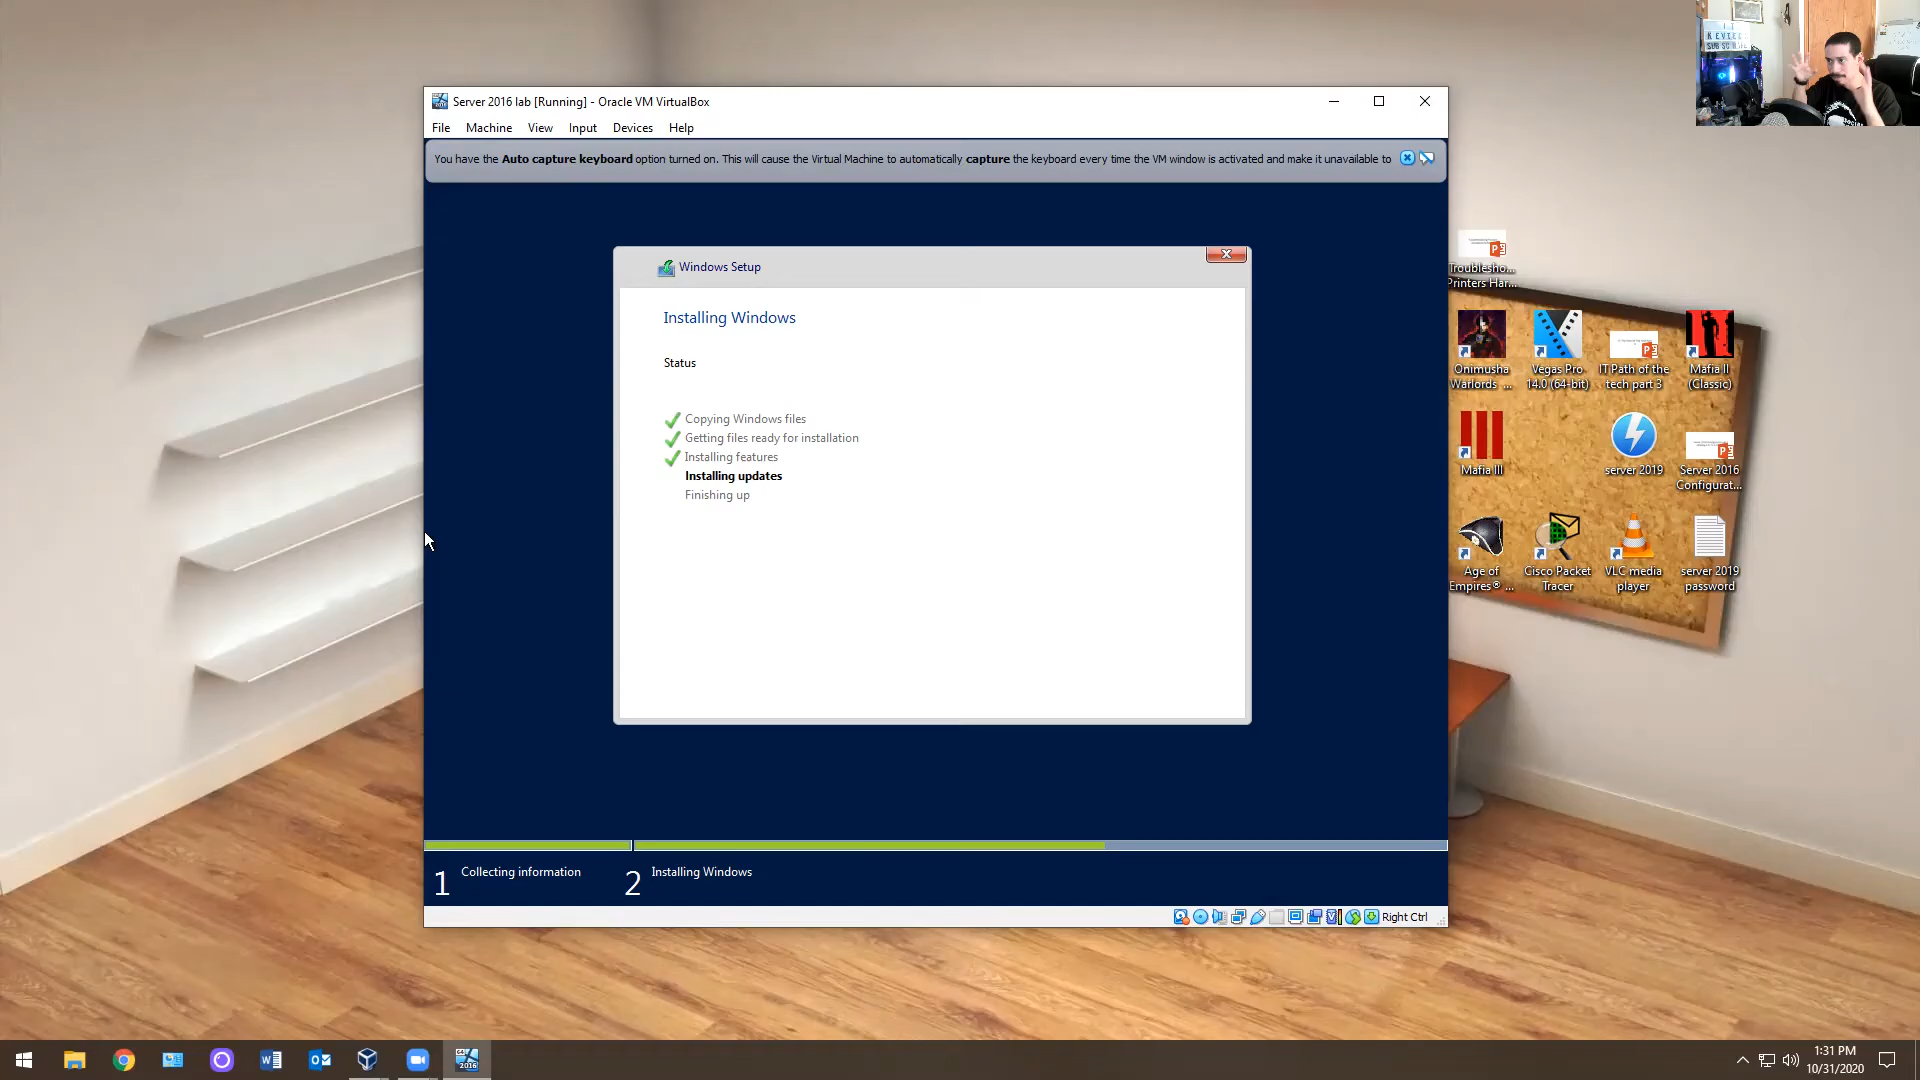 Server 2016 lab [Running] - Oracle VM VirtualBox
File Machine View Input Devices Help
You have the Auto capture keyboard option turned on. This will cause the Virtual Machine to automatically capture the keyboard every time the VM window is activated and make it unavailable to
Windows Setup
Installing Windows
Status
Copying Windows files
Getting files ready for installation
Installing features
Installing updates
Finishing up
1 Collecting information
2 Installing Windows
Right Ctrl
Troublesho...
Printers Har...
Onimusha
Warlords ...
Vegas Pro
14.0 (64-bit)
IT Path of the
tech part 3
Mafia II
(Classic)
Mafia III
server 2019
Server 2016
Configurat...
Age of
Empires® ...
Cisco Packet
Tracer
VLC media
player
server 2019
password
2016
1:31 PM
10/31/2020